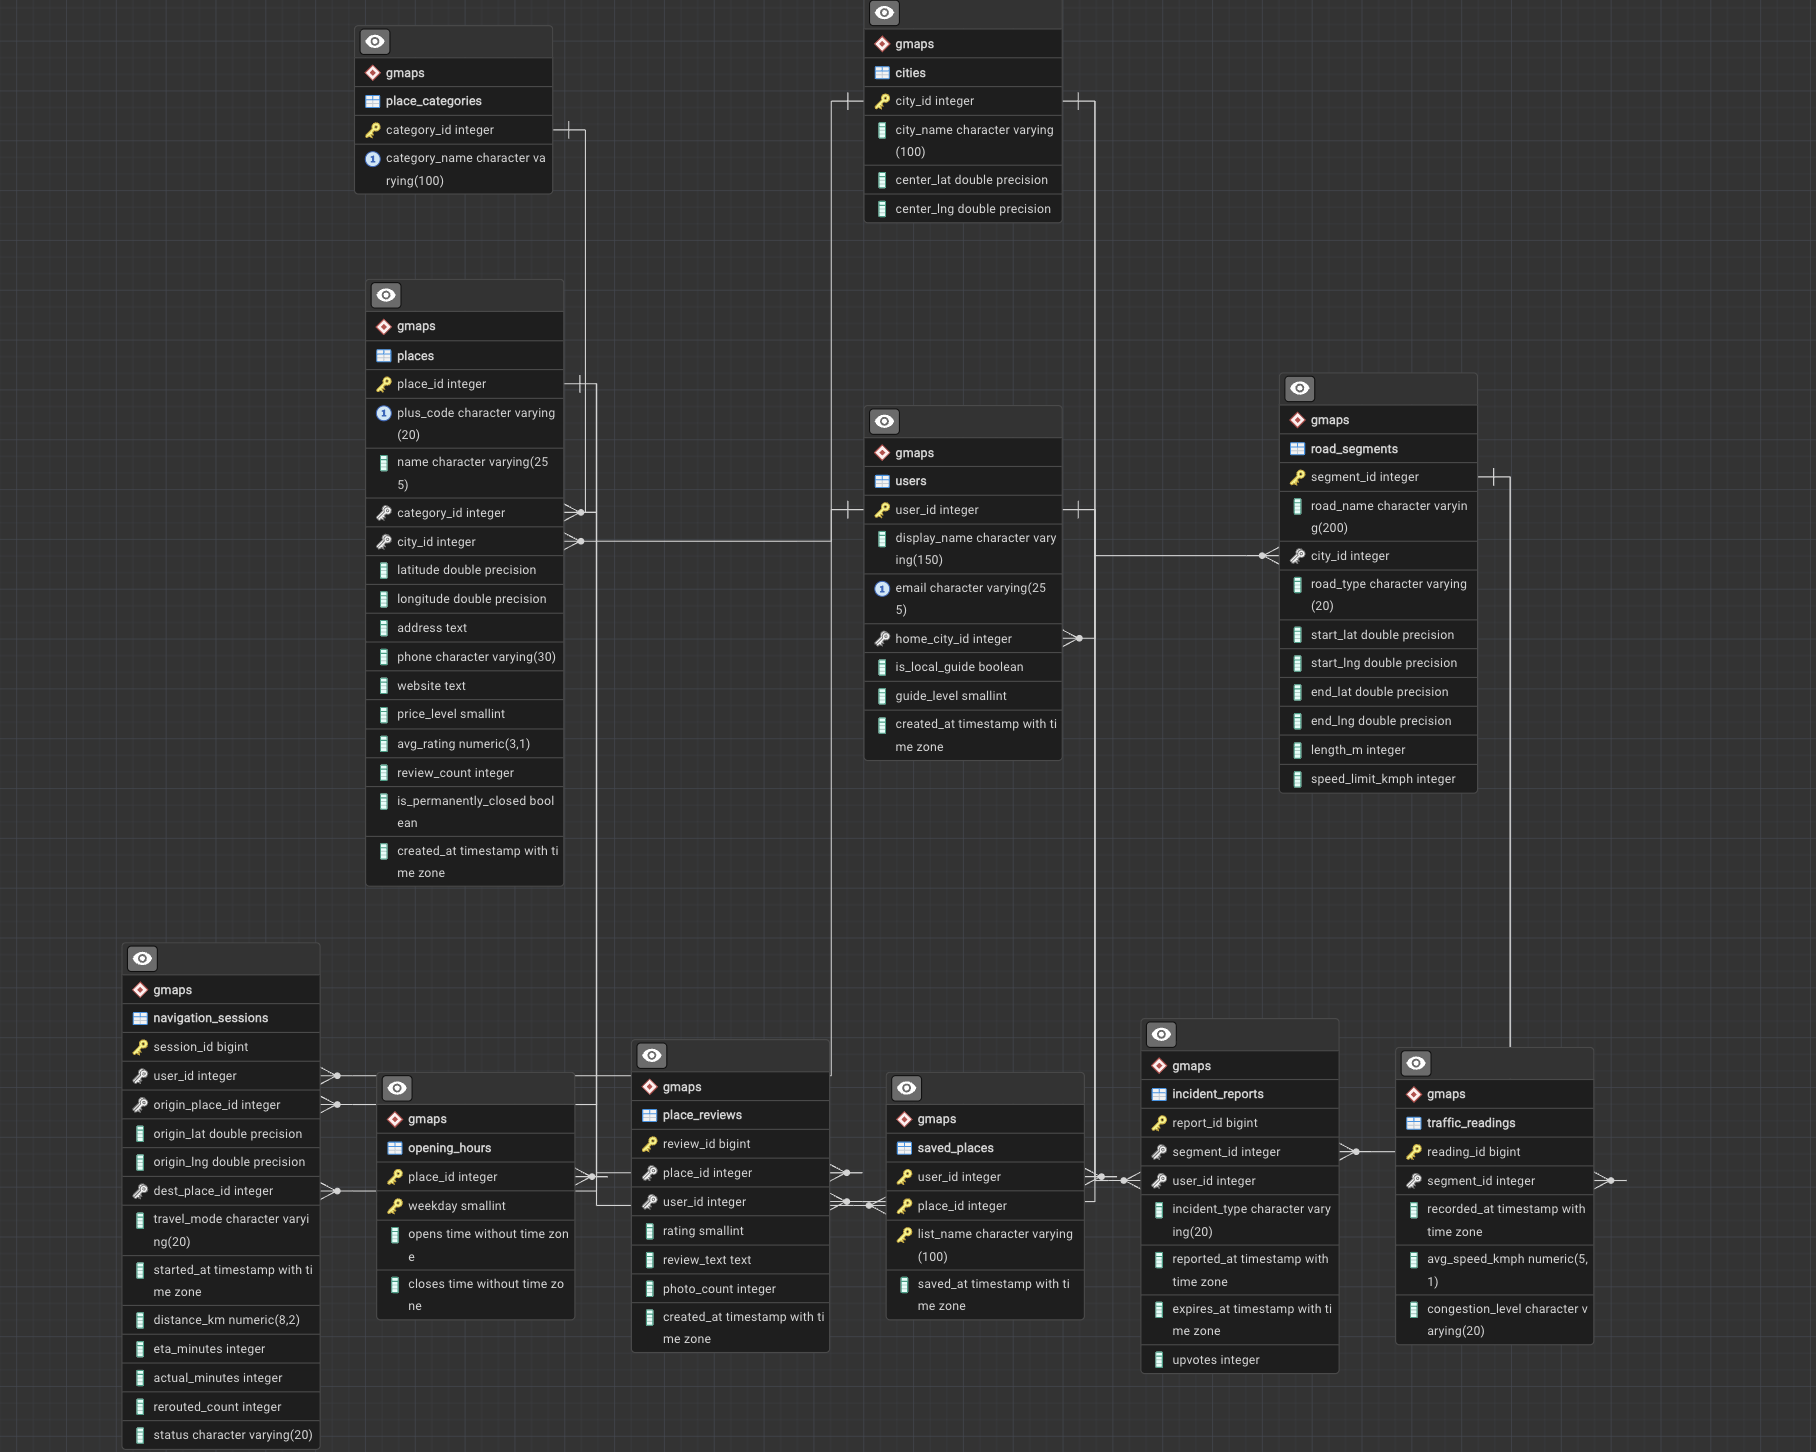 gmaps
place_categories
category_id integer
category_name character va
rying(100)
gmaps
cities
city_id integer
city_name character varying
(100)
center_lat double precision
center_lng double precision
gmaps
places
place_id integer
plus_code character varying
(20)
name character varying(25
5)
category_id integer
city_id integer
latitude double precision
longitude double precision
address text
phone character varying(30)
website text
price_level smallint
avg_rating numeric(3,1)
review_count integer
is_permanently_closed bool
ean
created_at timestamp with ti
me zone
gmaps
users
user_id integer
display_name character vary
ing(150)
email character varying(25
5)
home_city_id integer
is_local_guide boolean
guide_level smallint
created_at timestamp with ti
me zone
gmaps
road_segments
segment_id integer
road_name character varyin
g(200)
city_id integer
road_type character varying
(20)
start_lat double precision
start_lng double precision
end_lat double precision
end_lng double precision
length_m integer
speed_limit_kmph integer
gmaps
navigation_sessions
session_id bigint
user_id integer
origin_place_id integer
origin_lat double precision
origin_lng double precision
dest_place_id integer
travel_mode character varyi
ng(20)
started_at timestamp with ti
me zone
distance_km numeric(8,2)
eta_minutes integer
actual_minutes integer
rerouted_count integer
status character varying(20)
gmaps
opening_hours
place_id integer
weekday smallint
opens time without time zon
e
closes time without time zo
ne
gmaps
place_reviews
review_id bigint
place_id integer
user_id integer
rating smallint
review_text text
photo_count integer
created_at timestamp with ti
me zone
gmaps
saved_places
user_id integer
place_id integer
list_name character varying
(100)
saved_at timestamp with ti
me zone
gmaps
incident_reports
report_id bigint
segment_id integer
user_id integer
incident_type character vary
ing(20)
reported_at timestamp with
time zone
expires_at timestamp with ti
me zone
upvotes integer
gmaps
traffic_readings
reading_id bigint
segment_id integer
recorded_at timestamp with
time zone
avg_speed_kmph numeric(5,
1)
congestion_level character v
arying(20)